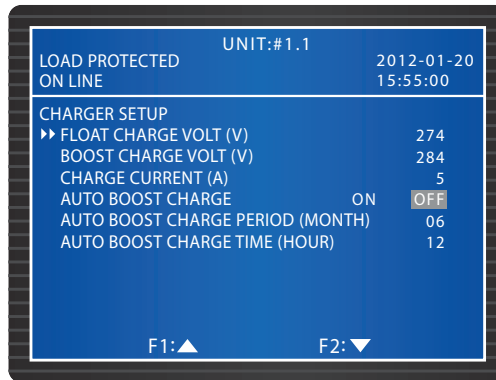 UNIT:#1.1
LOAD PROTECTED 2012-01-20
ON LINE 15:55:00
CHARGER SETUP
FLOAT CHARGE VOLT (V) 274
BOOST CHARGE VOLT (V) 284
CHARGE CURRENT (A) 5
AUTO BOOST CHARGE ON OFF
AUTO BOOST CHARGE PERIOD (MONTH) 06
AUTO BOOST CHARGE TIME (HOUR) 12
F1:▲ F2:▼